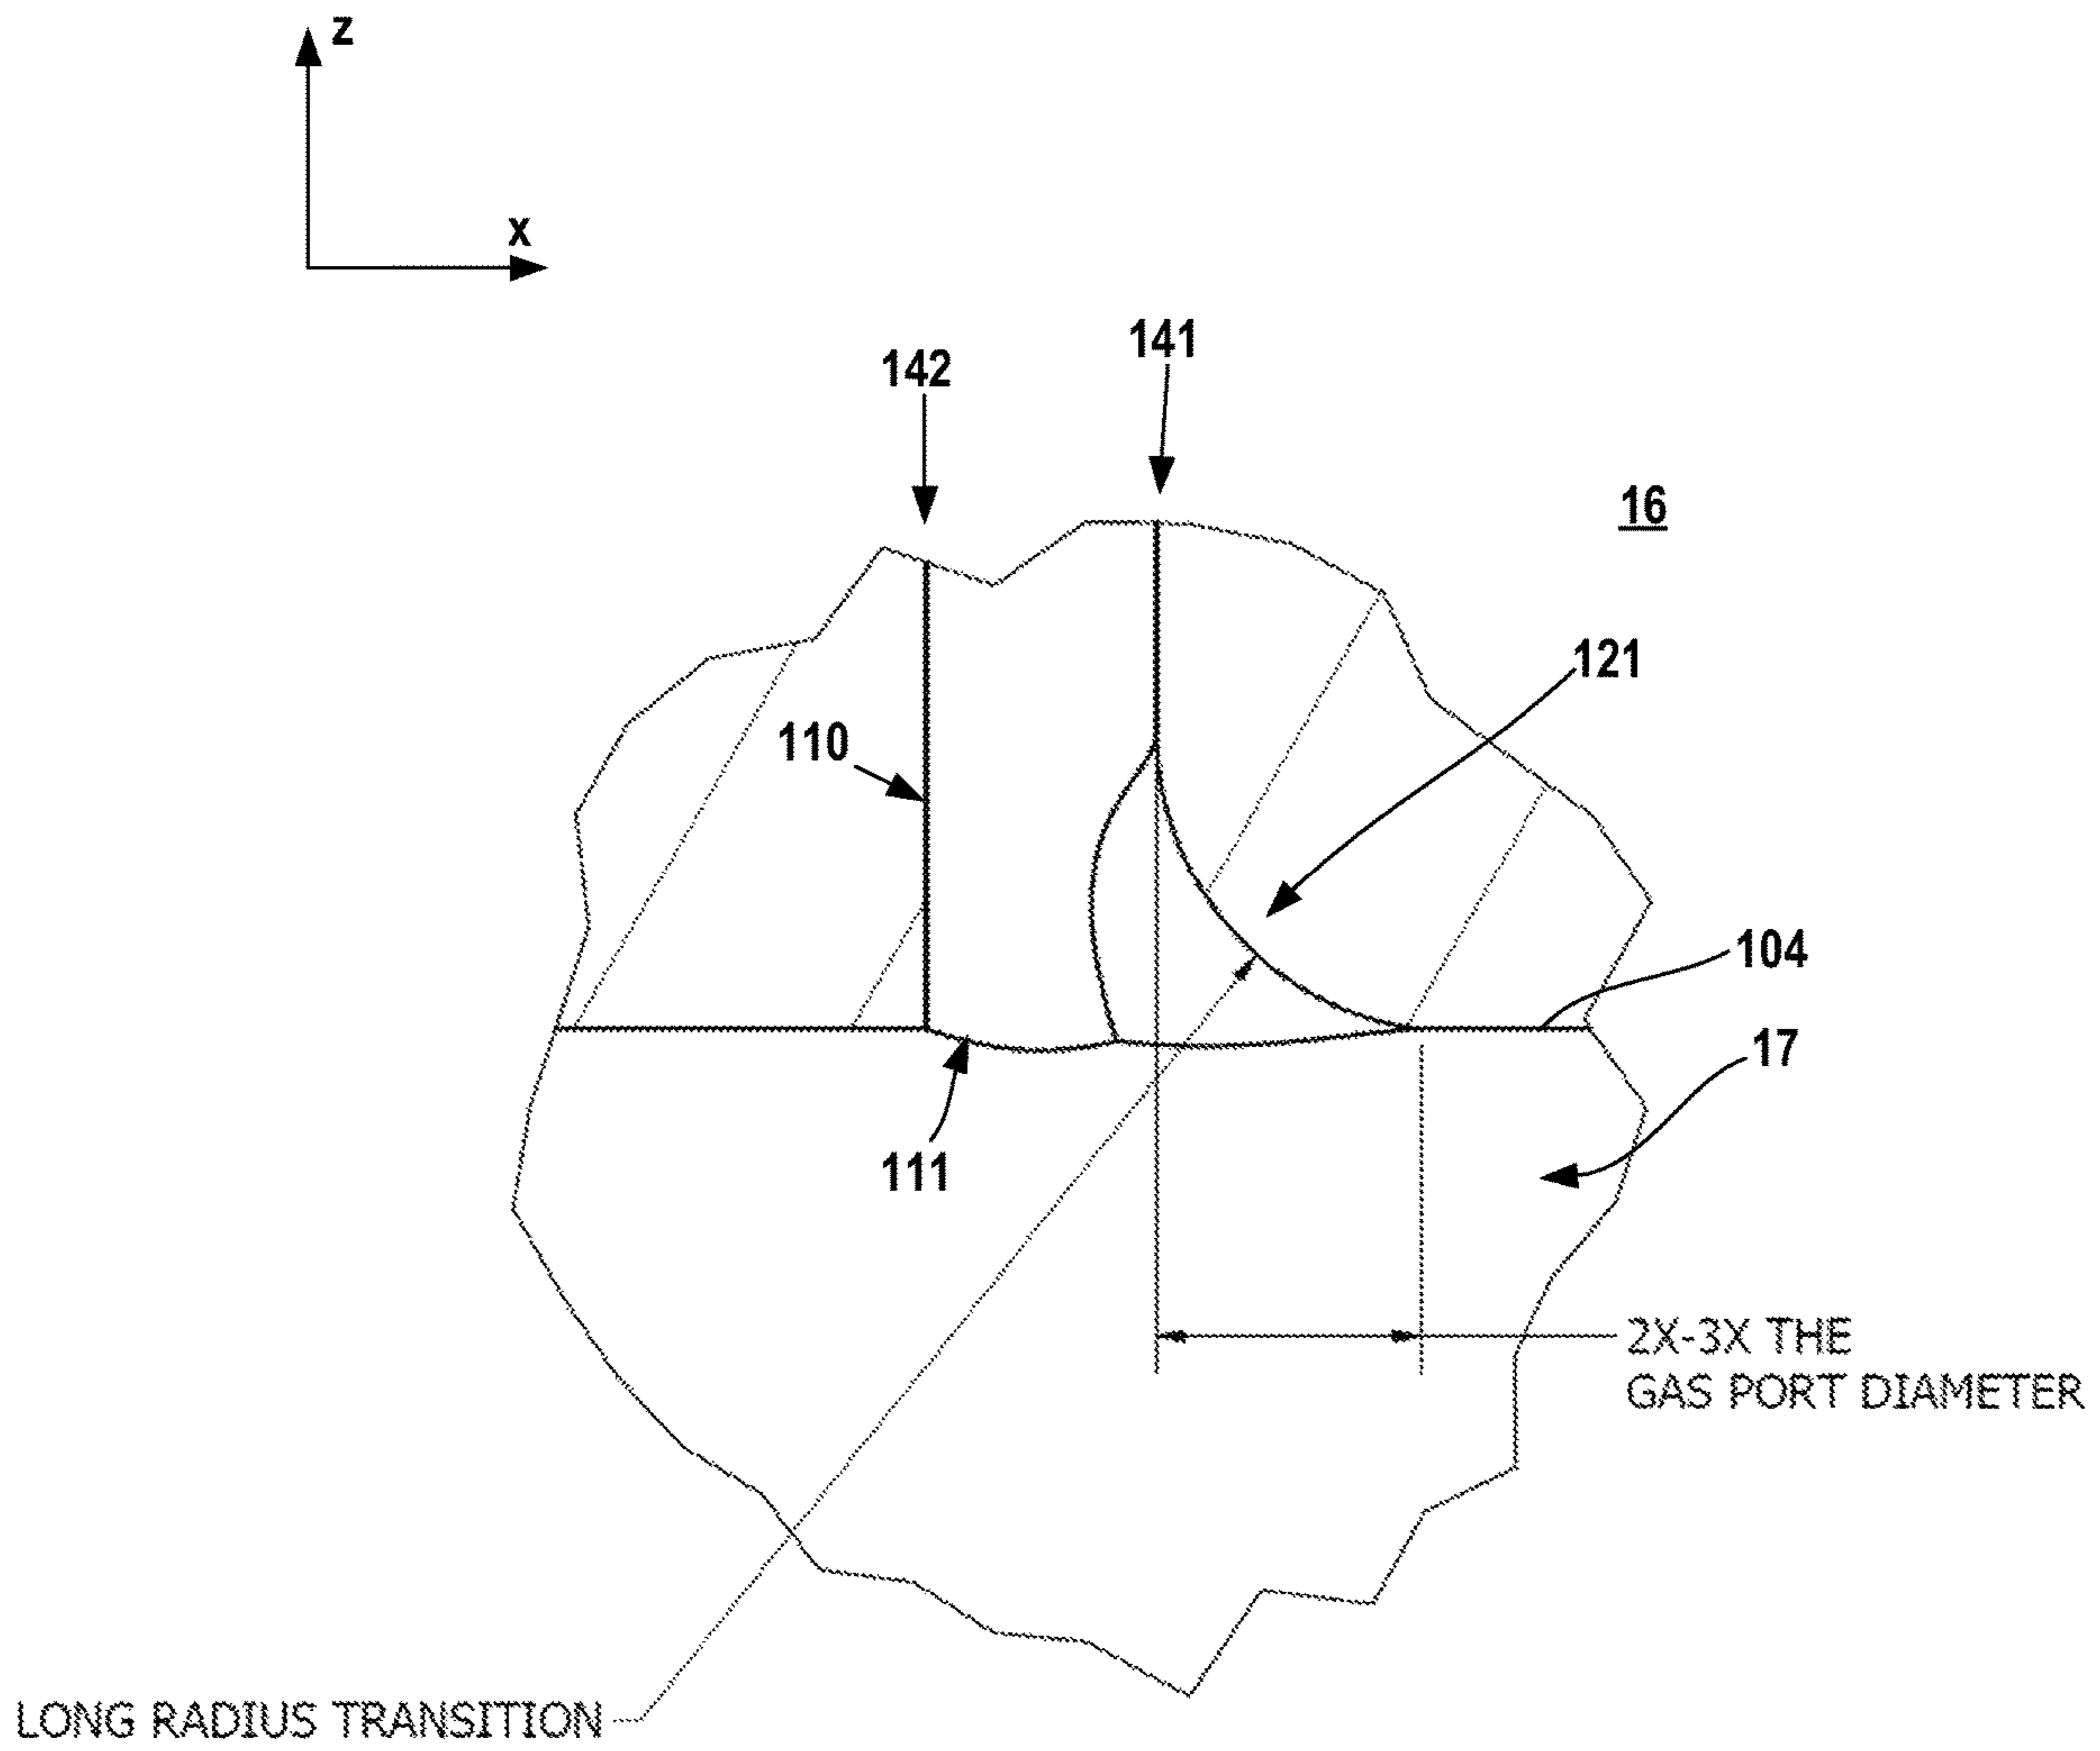 z
x
141
142
16
121
110
104
17
111
2X-3X THE
GAS PORT DIAMETER
LONG RADIUS TRANSITION